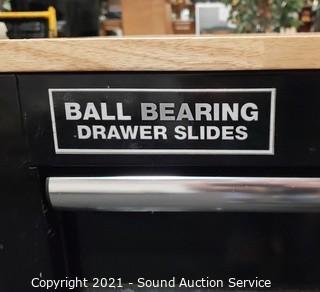 BALL BEARING
DRAWER SLIDES
Copyright 2021 - Sound Auction Service